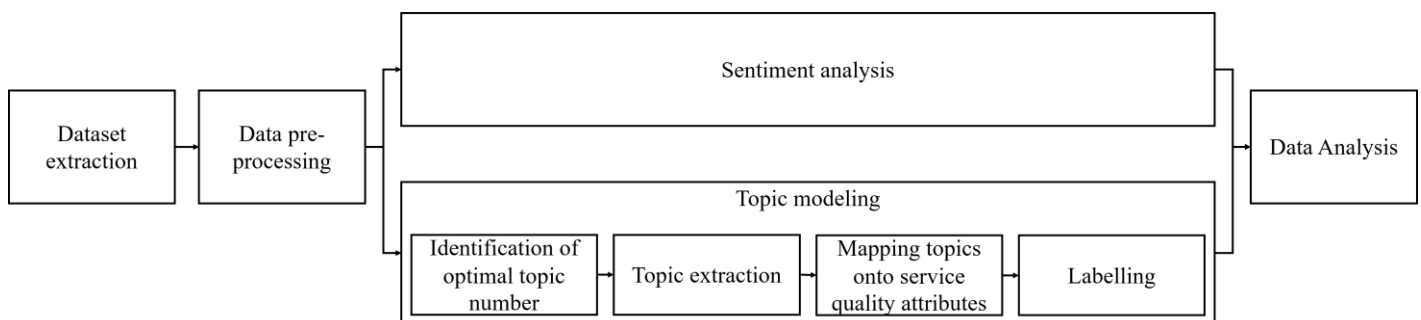 Dataset
extraction
Data pre-
processing
Sentiment analysis
Topic modeling
Identification of
optimal topic
number
Topic extraction
Mapping topics
onto service
quality attributes
Labelling
Data Analysis